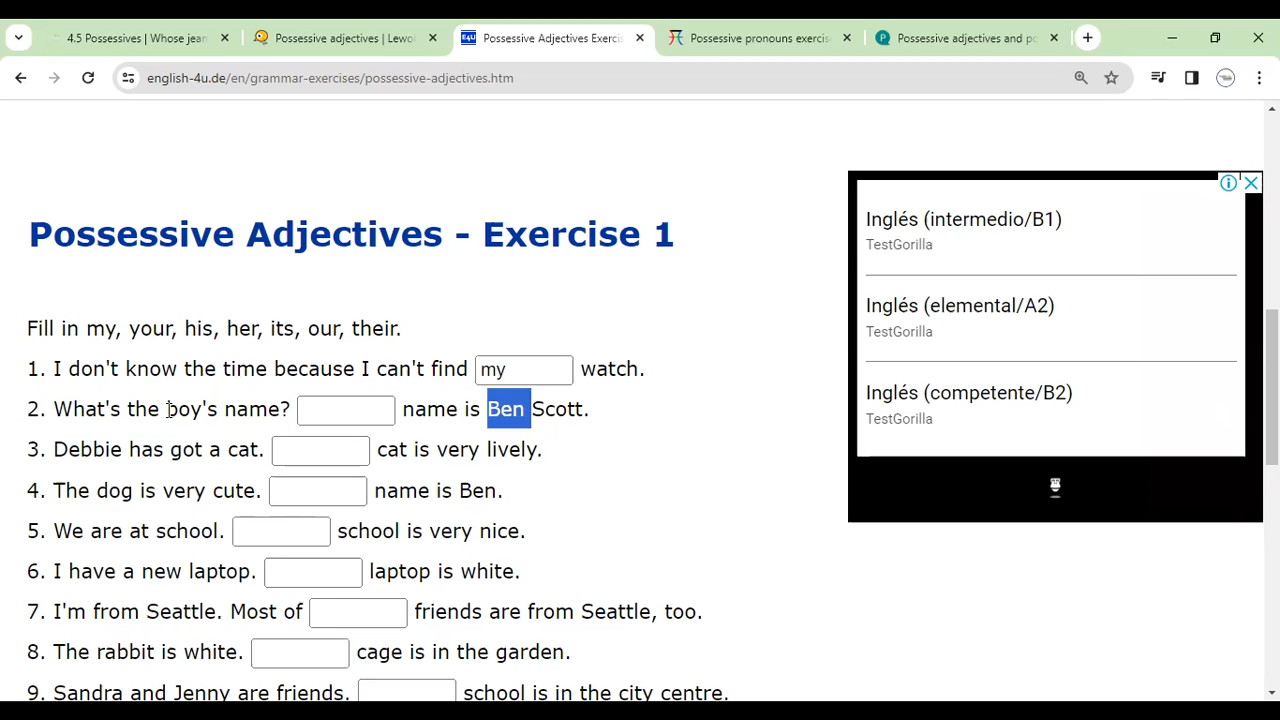 4.5 Possessives | Whose jean
Possessive adjectives | Lewol
E4U Possessive Adjectives Exercis
Possessive pronouns exercis
Possessive adjectives and po
english-4u.de/en/grammar-exercises/possessive-adjectives.htm
Possessive Adjectives - Exercise 1
Inglés (intermedio/B1)
TestGorilla
Inglés (elemental/A2)
TestGorilla
Inglés (competente/B2)
TestGorilla
Fill in my, your, his, her, its, our, their.
1. I don't know the time because I can't find my watch.
2. What's the boy's name? name is Ben Scott.
3. Debbie has got a cat. cat is very lively.
4. The dog is very cute. name is Ben.
5. We are at school. school is very nice.
6. I have a new laptop. laptop is white.
7. I'm from Seattle. Most of friends are from Seattle, too.
8. The rabbit is white. cage is in the garden.
9. Sandra and Jenny are friends. school is in the city centre.